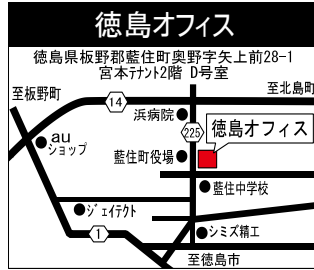 徳島オフィス
徳島県板野郡藍住町奥野字矢上前28-1
宮本テナント2階 D号室
至板野町
至北島町
14
浜病院
225
徳島オフィス
au
ショップ
藍住町役場
藍住中学校
ジェイテクト
1
シミズ精工
至徳島市